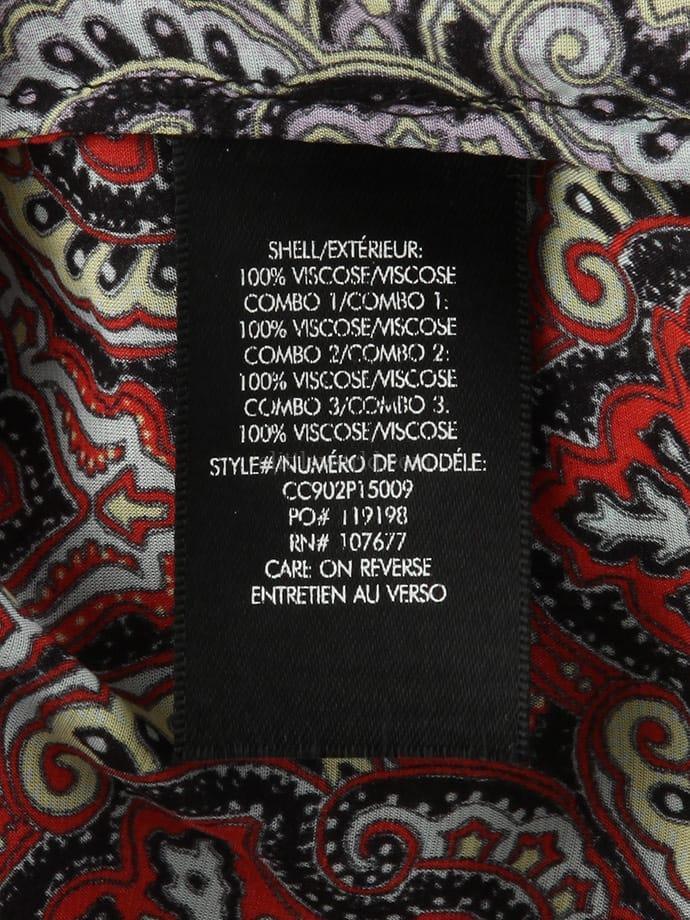 SHELL/EXTÉRIEUR:
100% VISCOSE/VISCOSE
COMBO 1/COMBO 1:
100% VISCOSE/VISCOSE
COMBO 2/COMBO 2:
100% VISCOSE/VISCOSE
COMBO 3/COMBO 3:
100% VISCOSE/VISCOSE
STYLE#/NUMÉRO DE MODÉLE:
CC902P15009
PO# 119198
RN# 107677
CARE ON REVERSE
ENTRETIEN AU VERSO